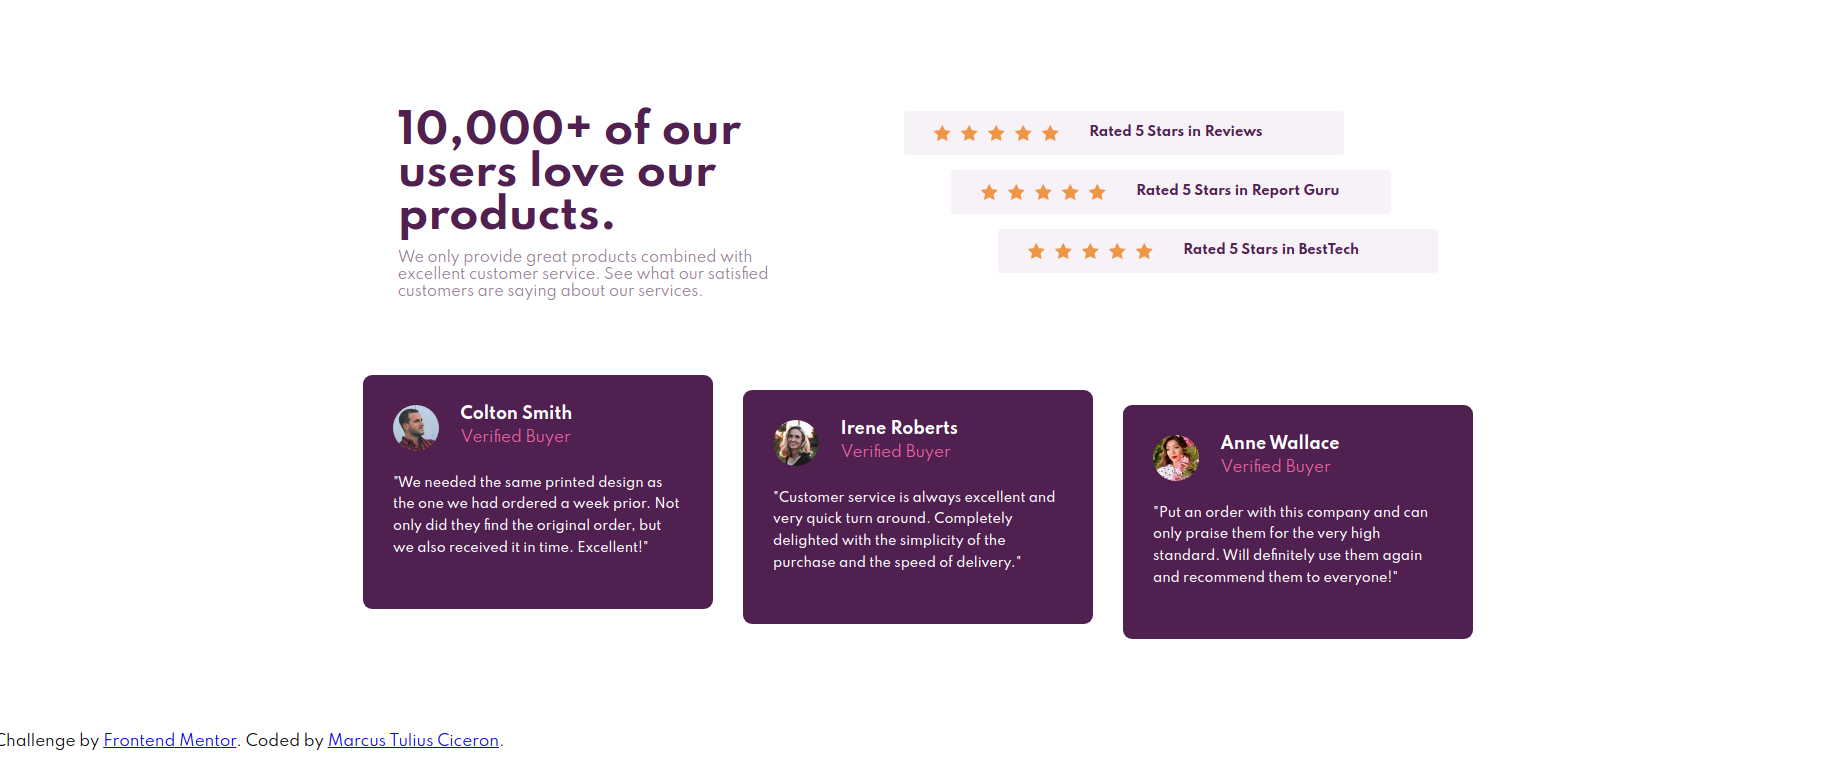 10,000+ of our
users love our
products.
We only provide great products combined with
excellent customer service. See what our satisfied
customers are saying about our services.
Rated 5 Stars in Reviews
Rated 5 Stars in Report Guru
Rated 5 Stars in BestTech
Colton Smith
Verified Buyer
"We needed the same printed design as
the one we had ordered a week prior. Not
only did they find the original order, but
we also received it in time. Excellent!"
Irene Roberts
Verified Buyer
"Customer service is always excellent and
very quick turn around. Completely
delighted with the simplicity of the
purchase and the speed of delivery."
Anne Wallace
Verified Buyer
"Put an order with this company and can
only praise them for the very high
standard. Will definitely use them again
and recommend them to everyone!"
Challenge by Frontend Mentor. Coded by Marcus Tulius Ciceron.